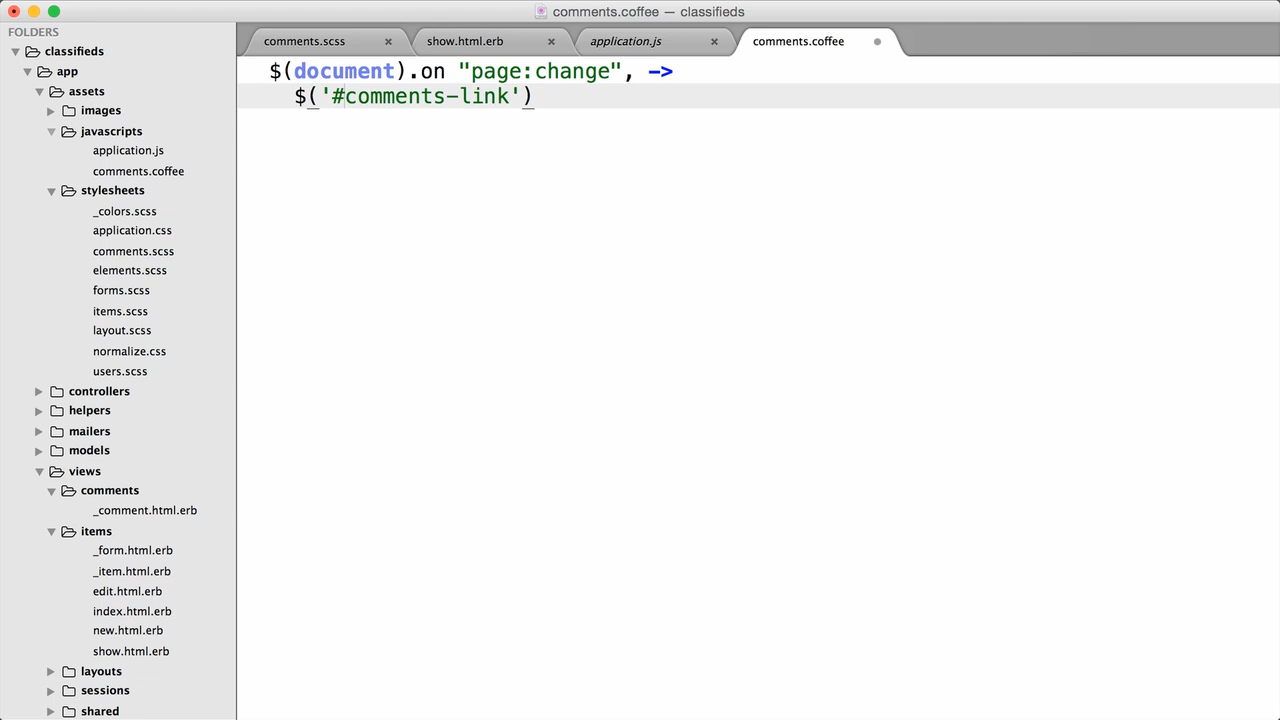 comments.coffee — classifieds
FOLDERS
classifieds
app
assets
images
javascripts
application.js
comments.coffee
stylesheets
_colors.scss
application.css
comments.scss
elements.scss
forms.scss
items.scss
layout.scss
normalize.css
users.scss
controllers
helpers
mailers
models
views
comments
_comment.html.erb
items
_form.html.erb
_item.html.erb
edit.html.erb
index.html.erb
new.html.erb
show.html.erb
layouts
sessions
shared
comments.scss
show.html.erb
application.js
comments.coffee
$(document).on "page:change", ->
$('#comments-link')